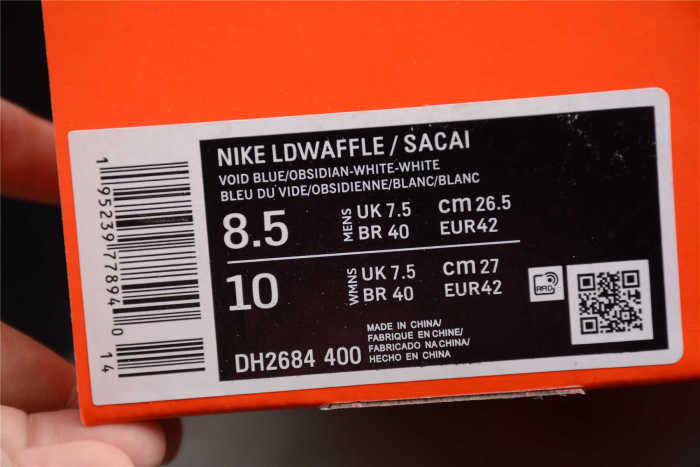 NIKE LDWAFFLE / SACAI
VOID BLUE/OBSIDIAN-WHITE-WHITE
BLEU DU VIDE/OBSIDIENNE/BLANC/BLANC
8.5 MENS UK 7.5 CM 26.5
BR 40 EUR42
10 WMNS UK 7.5 CM 27
BR 40 EUR42
MADE IN CHINA/
FABRIQUE EN CHINE/
FABRICADO NA CHINA/
HECHO EN CHINA
DH2684 400
1 95239 77894 0 14